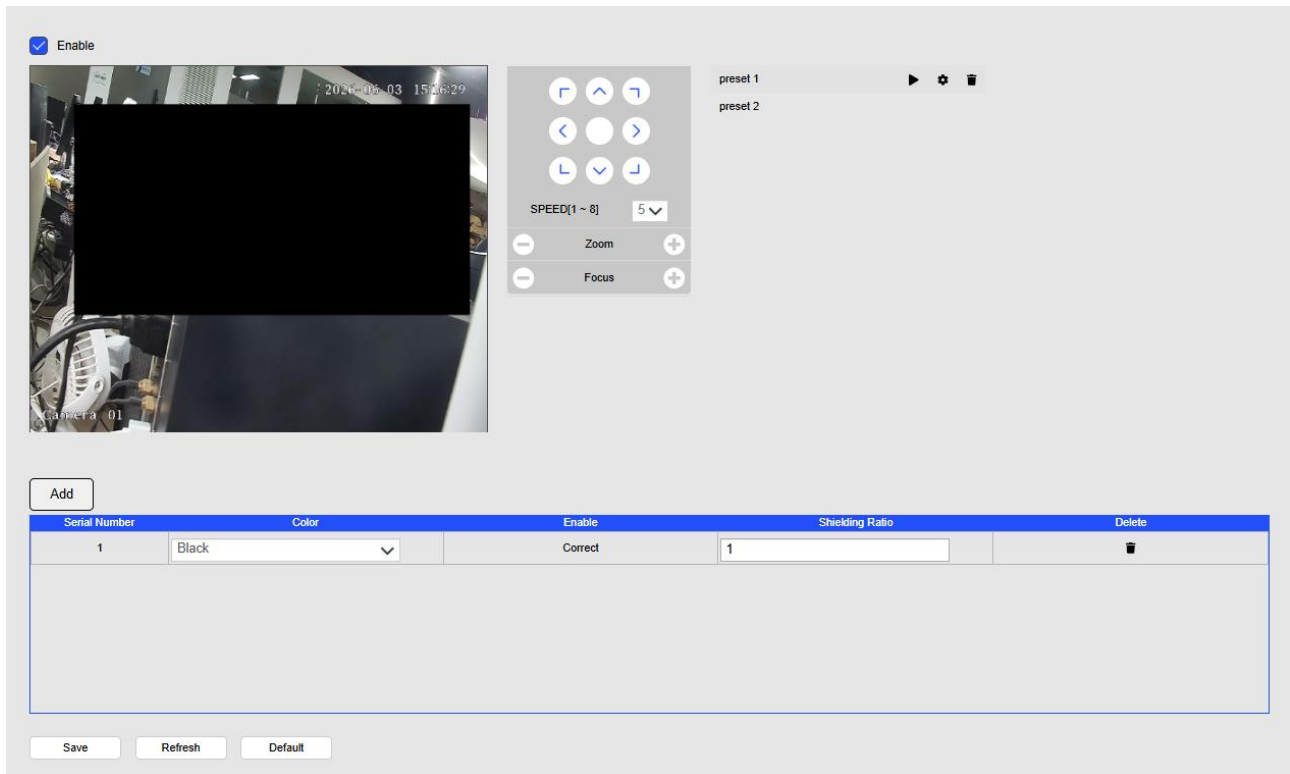 Enable
2026-06-03 15:16:29
Camera 01
SPEED[1 ~ 8]
5
Zoom
Focus
preset 1
preset 2
Add
Serial Number Color Enable Shielding Ratio Delete
1 Black Correct 1
Save Refresh Default